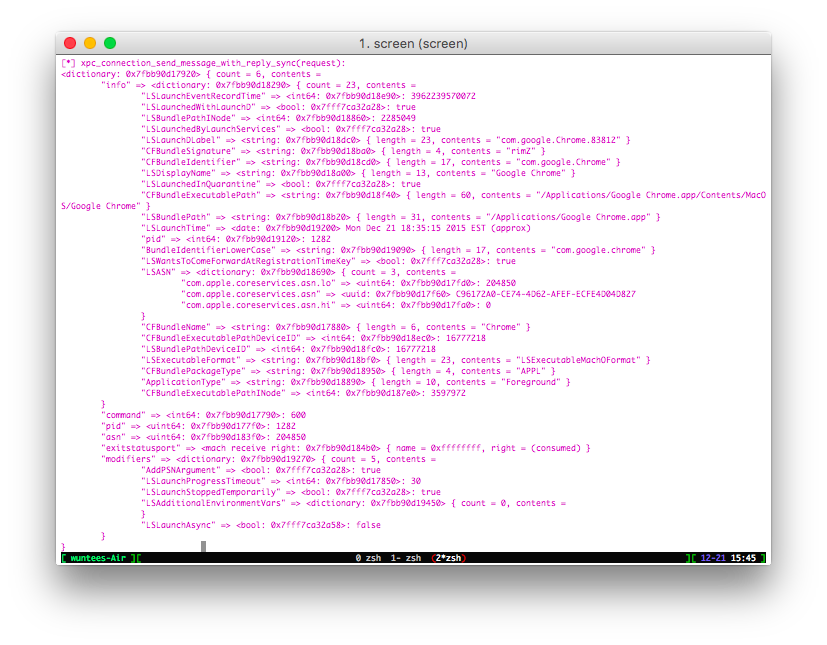 1. screen (screen)
[*] xpc_connection_send_message_with_reply_sync(request):
<dictionary: 0x7fbb90d17920> { count = 6, contents =
"info" => <dictionary: 0x7fbb90d18290> { count = 23, contents =
"LSLaunchEventRecordTime" => <int64: 0x7fbb90d18e90>: 3962239570072
"LSLaunchedWithLaunchD" => <bool: 0x7fff7ca32a28>: true
"LSBundlePathINode" => <int64: 0x7fbb90d18860>: 2285049
"LSLaunchedByLaunchServices" => <bool: 0x7fff7ca32a28>: true
"LSLaunchDLabel" => <string: 0x7fbb90d18dc0> { length = 23, contents = "com.google.Chrome.83812" }
"CFBundleSignature" => <string: 0x7fbb90d18ba0> { length = 4, contents = "rimZ" }
"CFBundleIdentifier" => <string: 0x7fbb90d18cd0> { length = 17, contents = "com.google.Chrome" }
"LSDisplayName" => <string: 0x7fbb90d18a00> { length = 13, contents = "Google Chrome" }
"LSLaunchedInQuarantine" => <bool: 0x7fff7ca32a28>: true
"CFBundleExecutablePath" => <string: 0x7fbb90d18f40> { length = 60, contents = "/Applications/Google Chrome.app/Contents/MacO
S/Google Chrome" }
"LSBundlePath" => <string: 0x7fbb90d18b20> { length = 31, contents = "/Applications/Google Chrome.app" }
"LSLaunchTime" => <date: 0x7fbb90d19200> Mon Dec 21 18:35:15 2015 EST (approx)
"pid" => <int64: 0x7fbb90d19120>: 1282
"BundleIdentifierLowerCase" => <string: 0x7fbb90d19090> { length = 17, contents = "com.google.chrome" }
"LSWantsToComeForwardAtRegistrationTimeKey" => <bool: 0x7fff7ca32a28>: true
"LSASN" => <dictionary: 0x7fbb90d18690> { count = 3, contents =
"com.apple.coreservices.asn.lo" => <uint64: 0x7fbb90d17fd0>: 204850
"com.apple.coreservices.asn" => <uuid: 0x7fbb90d17f60> C96172A0-CE74-4D62-AFEF-ECFE4D04D827
"com.apple.coreservices.asn.hi" => <uint64: 0x7fbb90d17fa0>: 0
}
"CFBundleName" => <string: 0x7fbb90d17880> { length = 6, contents = "Chrome" }
"CFBundleExecutablePathDeviceID" => <int64: 0x7fbb90d18ec0>: 16777218
"LSBundlePathDeviceID" => <int64: 0x7fbb90d18fc0>: 16777218
"LSExecutableFormat" => <string: 0x7fbb90d18bf0> { length = 23, contents = "LSExecutableMachOFormat" }
"CFBundlePackageType" => <string: 0x7fbb90d18950> { length = 4, contents = "APPL" }
"ApplicationType" => <string: 0x7fbb90d18890> { length = 10, contents = "Foreground" }
"CFBundleExecutablePathINode" => <int64: 0x7fbb90d187e0>: 3597972
}
"command" => <int64: 0x7fbb90d17790>: 600
"pid" => <uint64: 0x7fbb90d177f0>: 1282
"asn" => <uint64: 0x7fbb90d183f0>: 204850
"exitstatusport" => <mach receive right: 0x7fbb90d184b0> { name = 0xffffffff, right = (consumed) }
"modifiers" => <dictionary: 0x7fbb90d19270> { count = 5, contents =
"AddPSNArgument" => <bool: 0x7fff7ca32a28>: true
"LSLaunchProgressTimeout" => <int64: 0x7fbb90d17850>: 30
"LSLaunchStoppedTemporarily" => <bool: 0x7fff7ca32a28>: true
"LSAdditionalEnvironmentVars" => <dictionary: 0x7fbb90d19450> { count = 0, contents =
}
"LSLaunchAsync" => <bool: 0x7fff7ca32a58>: false
}
}
[ wuntees-Air ][ 0 zsh 1- zsh (2*zsh) ][ 12-21 15:45 ]